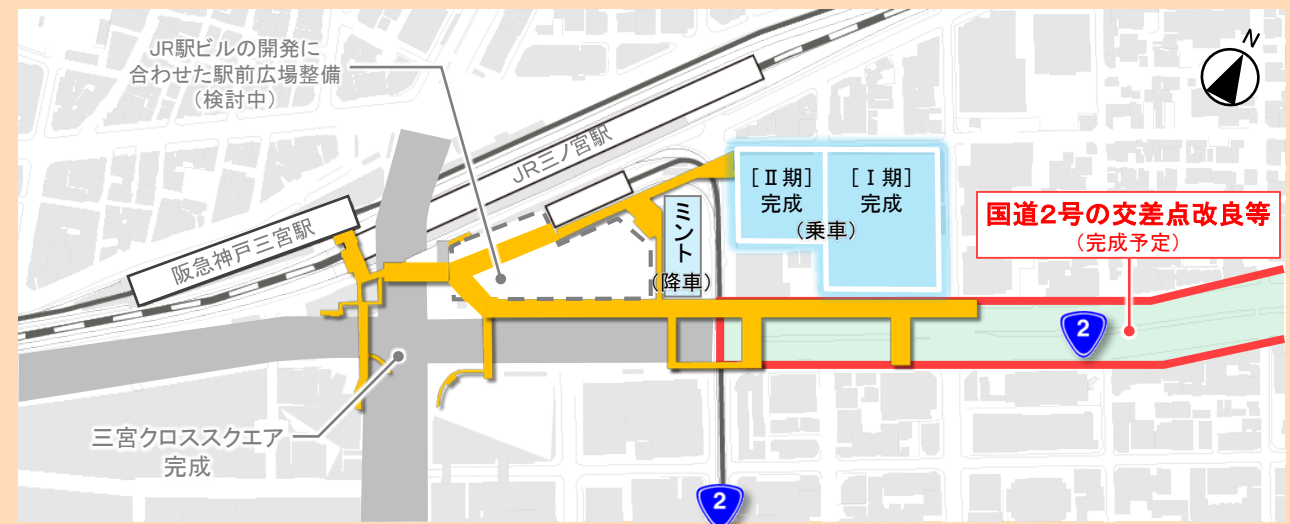 JR駅ビルの開発に
合わせた駅前広場整備
(検討中)
N
JR三ノ宮駅
阪急神戸三宮駅
ミント
(降車)
[Ⅱ期]
完成
[Ⅰ期]
完成
(乗車)
国道2号の交差点改良等
(完成予定)
2
三宮クロススクエア
完成
2